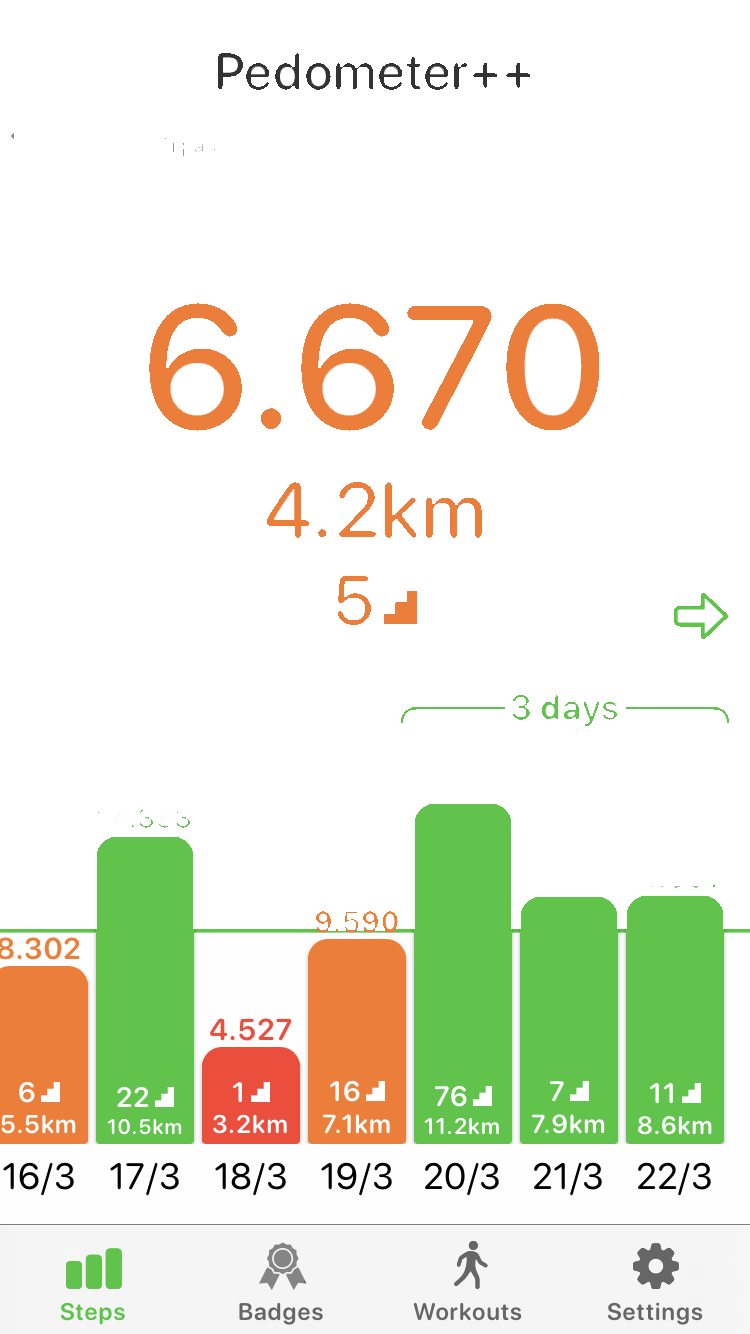 Pedometer++
6.670
4.2km
5
3 days
9.590
8.302
4.527
6 22 1 16 76 7 11
5.5km 10.5km 3.2km 7.1km 11.2km 7.9km 8.6km
16/3 17/3 18/3 19/3 20/3 21/3 22/3
Steps Badges Workouts Settings